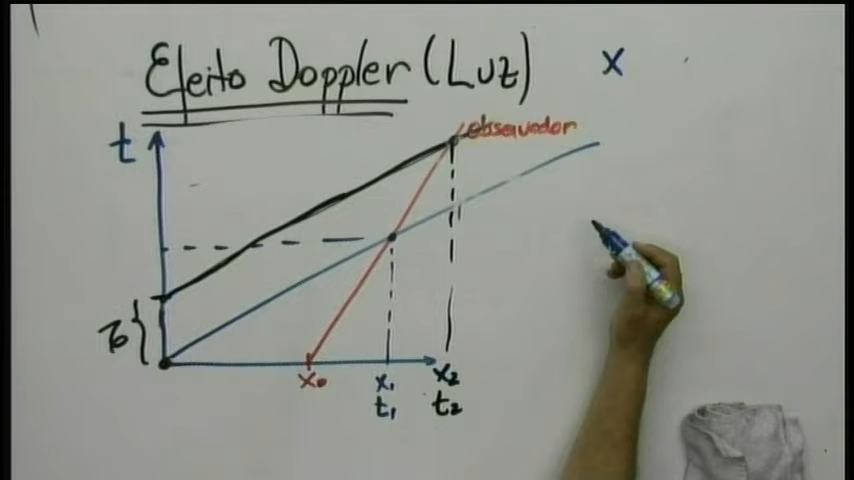 Efeito Doppler (Luz)
x
t
observador
τ₀ {
x₀
x₁
x₂
t₁
t₂